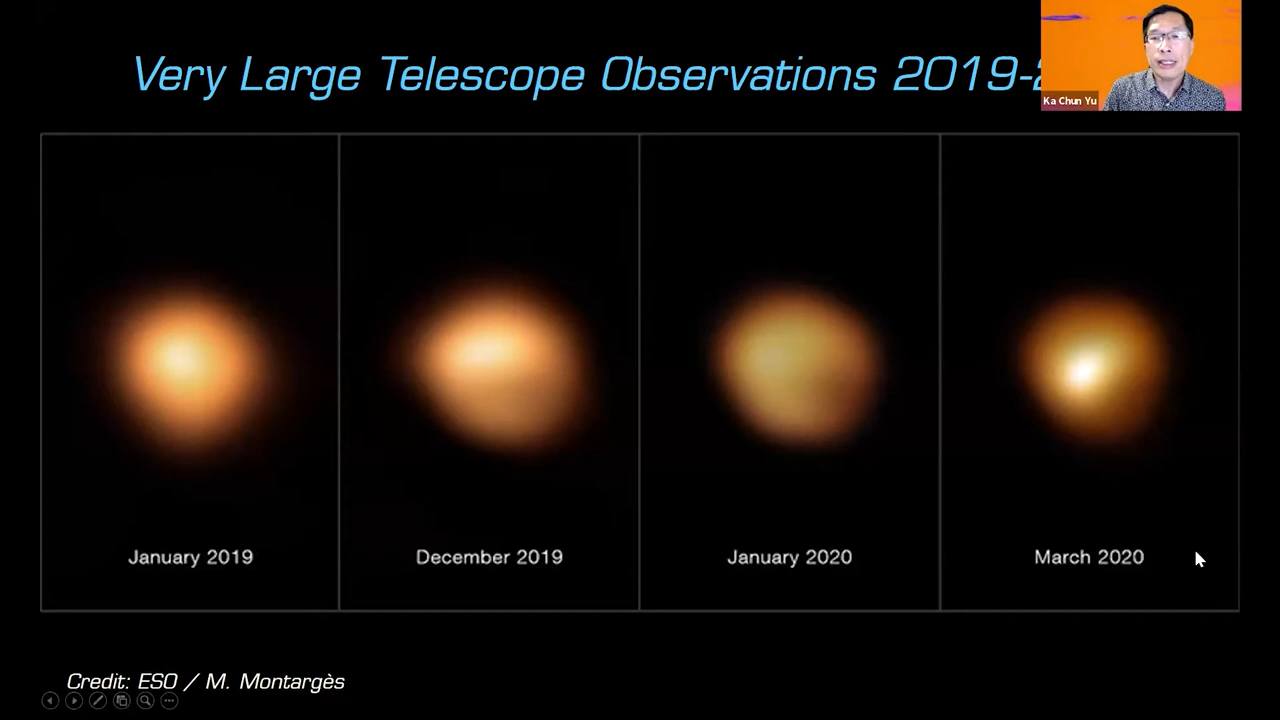 Very Large Telescope Observations 2019-
Ka Chun Yu
January 2019
December 2019
January 2020
March 2020
Credit: ESO / M. Montargès